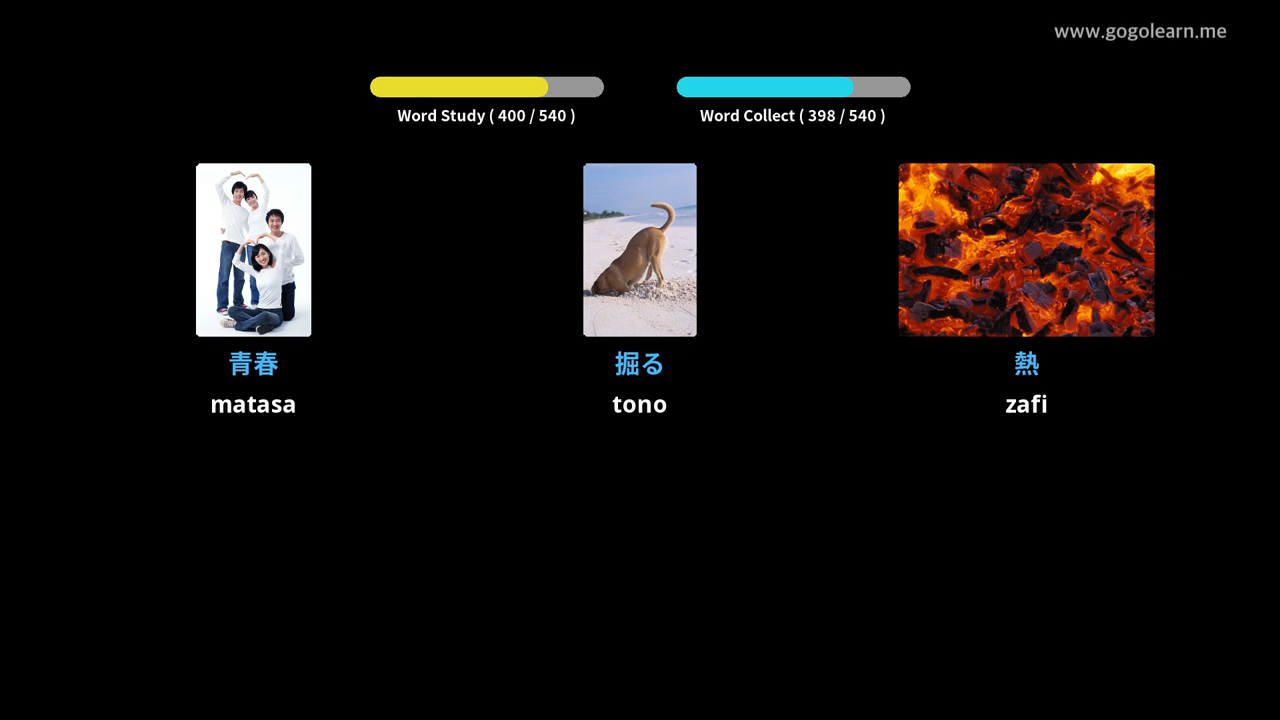 www.gogolearn.me
Word Study ( 400 / 540 )
Word Collect ( 398 / 540 )
青春
掘る
熱
matasa
tono
zafi